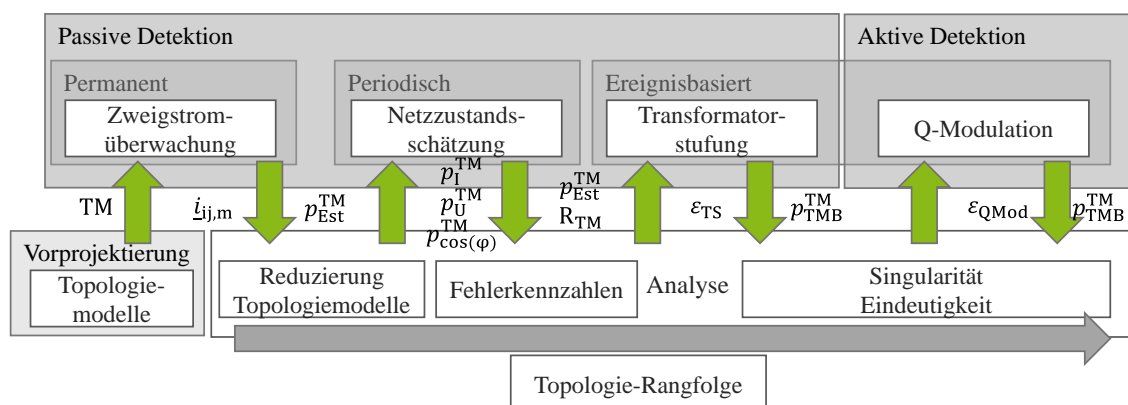 Passive Detektion
Aktive Detektion
Permanent
Periodisch
Ereignisbasiert
Zweigstrom-
überwachung
Netzzustands-
schätzung
Transformator-
stufung
Q-Modulation
TM
i̲ij,m
p_Est^TM
p_I^TM
p_U^TM
p_cos(φ)^TM
p_Est^TM
R_TM
ε_TS
p_TMB^TM
ε_QMod
p_TMB^TM
Vorprojektierung
Topologie-
modelle
Reduzierung
Topologiemodelle
Fehlerkennzahlen
Analyse
Singularität
Eindeutigkeit
Topologie-Rangfolge